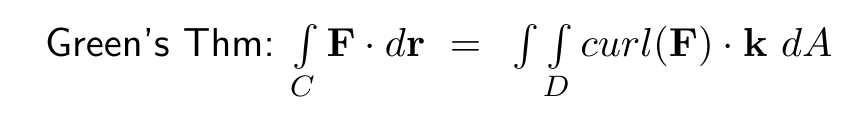 Green's Thm: ∫_C F · dr = ∫∫_D curl(F) · k dA